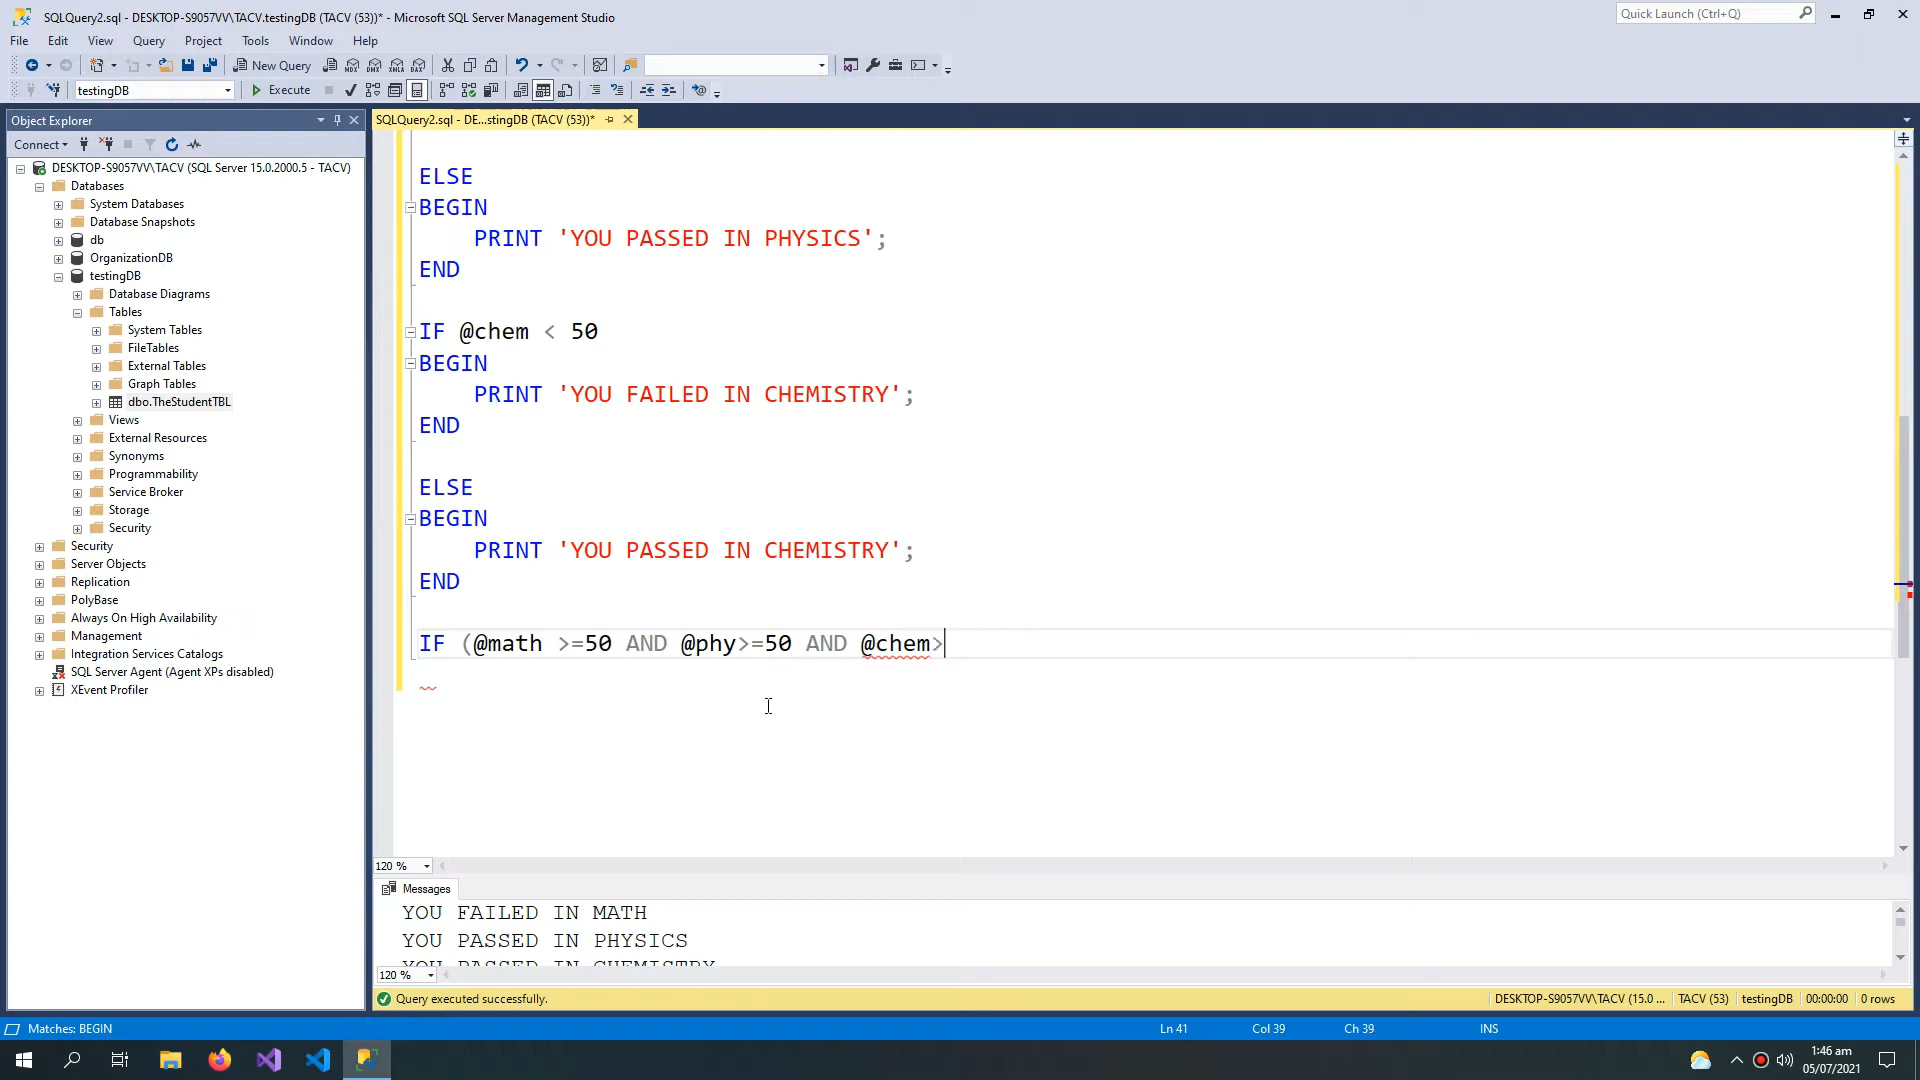 SQLQuery2.sql - DESKTOP-S9057VV\TACV.testingDB (TACV (53))* - Microsoft SQL Server Management Studio
Quick Launch (Ctrl+Q)
File Edit View Query Project Tools Window Help
New Query
MDX DMX XMLA DAX
testingDB
Execute
Object Explorer
SQLQuery2.sql - DE...stingDB (TACV (53))*
Connect
DESKTOP-S9057VV\TACV (SQL Server 15.0.2000.5 - TACV)
Databases
System Databases
Database Snapshots
db
OrganizationDB
testingDB
Database Diagrams
Tables
System Tables
FileTables
External Tables
Graph Tables
dbo.TheStudentTBL
Views
External Resources
Synonyms
Programmability
Service Broker
Storage
Security
Security
Server Objects
Replication
PolyBase
Always On High Availability
Management
Integration Services Catalogs
SQL Server Agent (Agent XPs disabled)
XEvent Profiler
ELSE
BEGIN
PRINT 'YOU PASSED IN PHYSICS';
END
IF @chem < 50
BEGIN
PRINT 'YOU FAILED IN CHEMISTRY';
END
ELSE
BEGIN
PRINT 'YOU PASSED IN CHEMISTRY';
END
IF (@math >=50 AND @phy>=50 AND @chem>
120 %
Messages
YOU FAILED IN MATH
YOU PASSED IN PHYSICS
YOU PASSED IN CHEMISTRY
120 %
Query executed successfully.
DESKTOP-S9057VV\TACV (15.0 ... TACV (53) testingDB 00:00:00 0 rows
Matches: BEGIN
Ln 41 Col 39 Ch 39 INS
1:46 am
05/07/2021